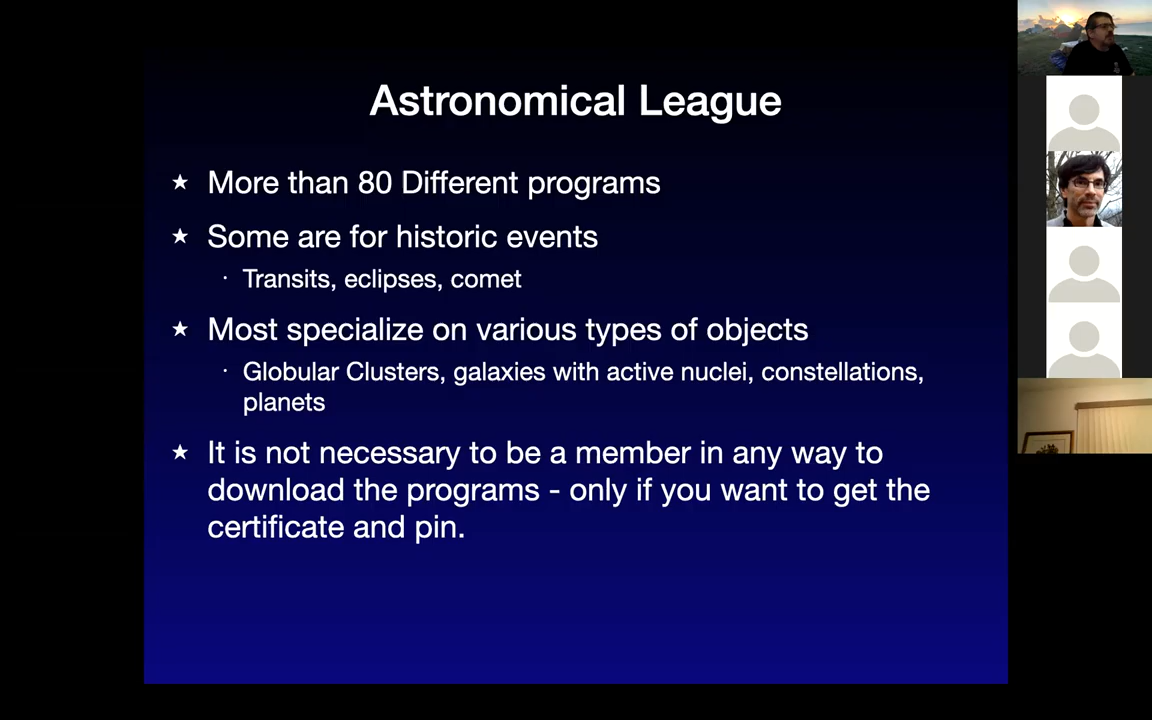 Astronomical League
★ More than 80 Different programs
★ Some are for historic events
· Transits, eclipses, comet
★ Most specialize on various types of objects
· Globular Clusters, galaxies with active nuclei, constellations,
planets
★ It is not necessary to be a member in any way to
download the programs - only if you want to get the
certificate and pin.